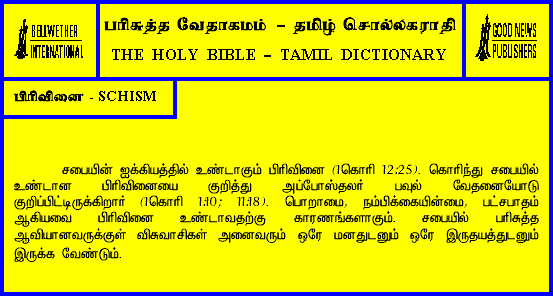 BELLWETHER
INTERNATIONAL
பரிசுத்த வேதாகமம் – தமிழ் சொல்லகராதி
THE HOLY BIBLE – TAMIL DICTIONARY
GOOD NEWS
PUBLISHERS
பிரிவினை - SCHISM
சபையின் ஐக்கியத்தில் உண்டாகும் பிரிவினை (1கொரி 12:25). கொரிந்து சபையில்
உண்டான பிரிவினையை குறித்து அப்போஸ்தலர் பவுல் வேதனையோடு
குறிப்பிட்டிருக்கிறார் (1கொரி 1:10; 11:18). பொறாமை, நம்பிக்கையின்மை, பட்சபாதம்
ஆகியவை பிரிவினை உண்டாவதற்கு காரணங்களாகும். சபையில் பரிசுத்த
ஆவியானவருக்குள் விசுவாசிகள் அனைவரும் ஒரே மனதுடனும் ஒரே இருதயத்துடனும்
இருக்க வேண்டும்.